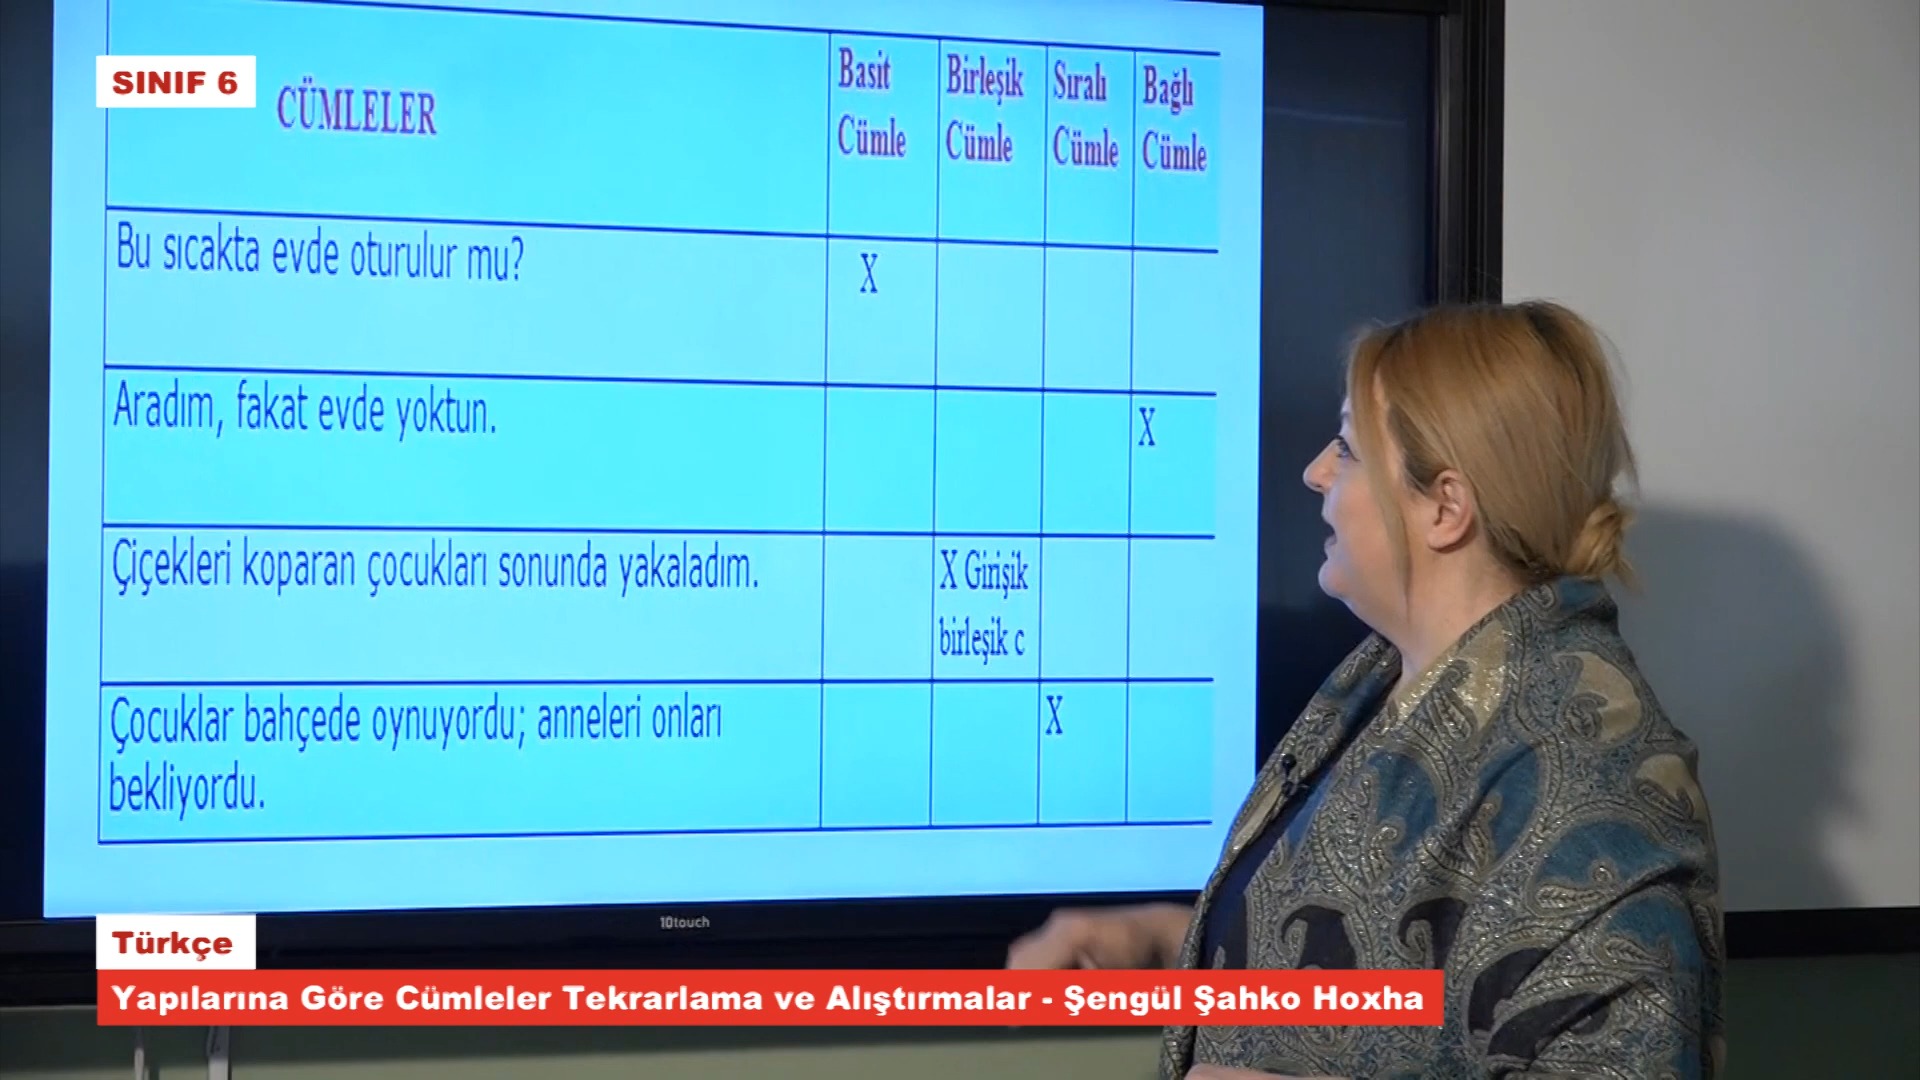 SINIF 6
CÜMLELER
Basit
Cümle
Birleşik
Cümle
Sıralı
Cümle
Bağlı
Cümle
Bu sıcakta evde oturulur mu?
X
Aradım, fakat evde yoktun.
X
Çiçekleri koparan çocukları sonunda yakaladım.
X Girişik
birleşik c
Çocuklar bahçede oynuyordu; anneleri onları
bekliyordu.
X
10touch
Türkçe
Yapılarına Göre Cümleler Tekrarlama ve Alıştırmalar - Şengül Şahko Hoxha